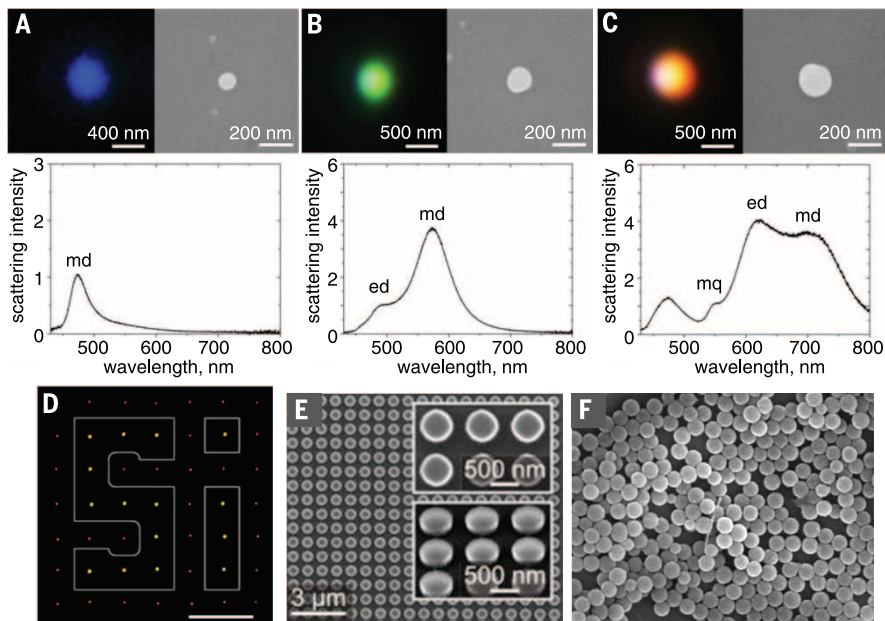 A
400 nm
200 nm
B
500 nm
200 nm
C
500 nm
200 nm
scattering intensity
3
2
1
0
md
500
600
700
800
wavelength, nm
scattering intensity
6
4
2
0
ed
md
500
600
700
800
wavelength, nm
scattering intensity
6
4
2
0
mq
ed
md
500
600
700
800
wavelength, nm
D
E
3 μm
500 nm
500 nm
F